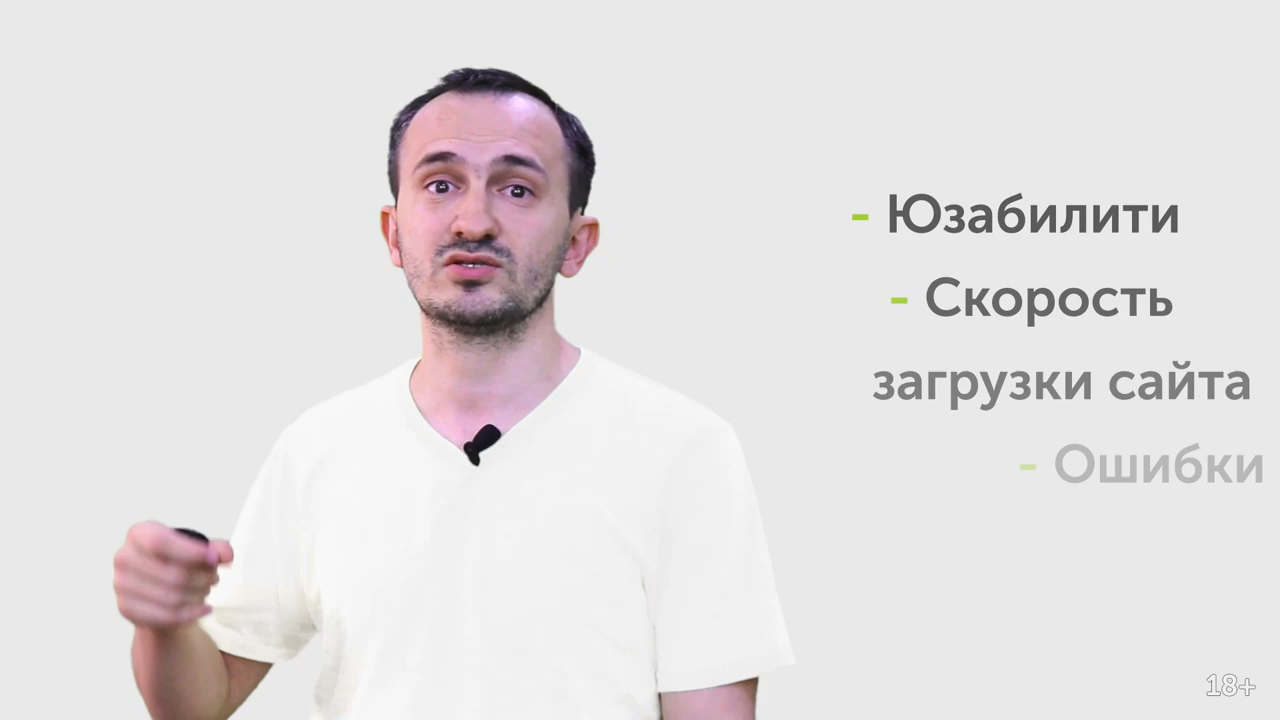 - Юзабилити
- Скорость
загрузки сайта
- Ошибки
18+